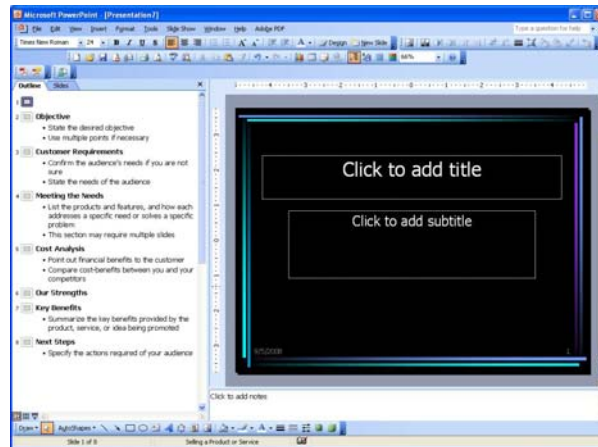 Microsoft PowerPoint - [Presentation7]
File Edit View Insert Format Tools Slide Show Window Help Adobe PDF
Type a question for help
Times New Roman 24 B I U S A A A Design New Slide
66%
Outline Slides
1
2 Objective
• State the desired objective
• Use multiple points if necessary
3 Customer Requirements
• Confirm the audience's needs if you are not
sure
• State the needs of the audience
4 Meeting the Needs
• List the products and features, and how each
addresses a specific need or solves a specific
problem
• This section may require multiple slides
5 Cost Analysis
• Point out financial benefits to the customer
• Compare cost-benefits between you and your
competitors
6 Our Strengths
7 Key Benefits
• Summarize the key benefits provided by the
product, service, or idea being promoted
8 Next Steps
• Specify the actions required of your audience
Click to add title
Click to add subtitle
1
Click to add notes
Draw AutoShapes
Slide 1 of 8 Selling a Product or Service